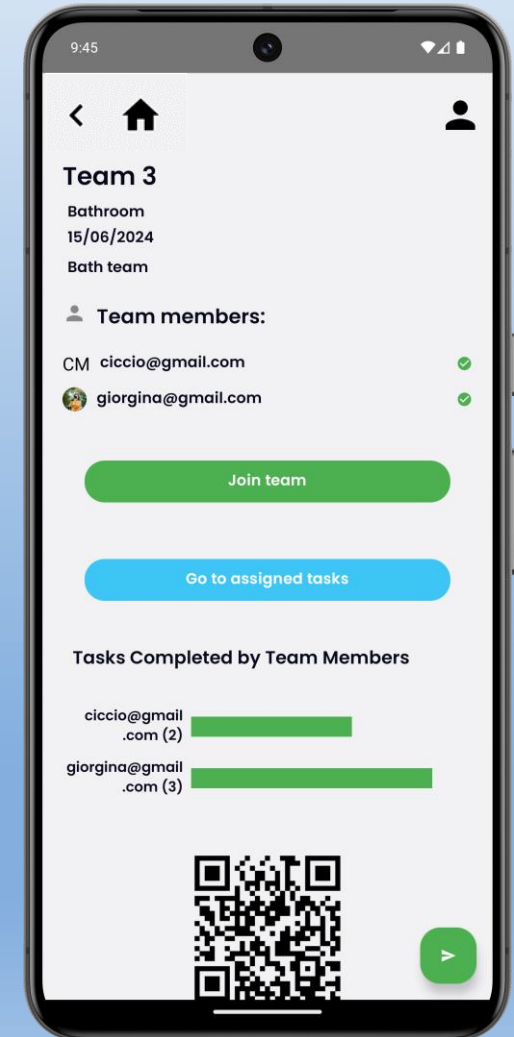 9:45
Team 3
Bathroom
15/06/2024
Bath team
Team members:
CM ciccio@gmail.com
giorgina@gmail.com
Join team
Go to assigned tasks
Tasks Completed by Team Members
ciccio@gmail
.com (2)
giorgina@gmail
.com (3)